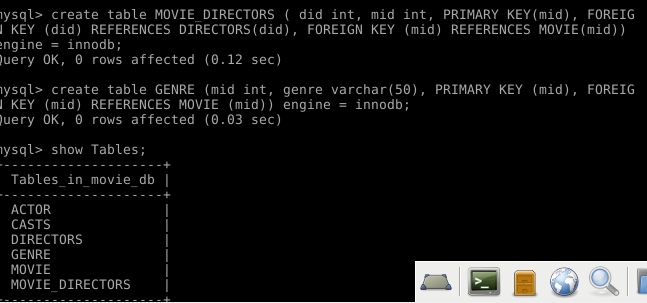 mysql> create table MOVIE_DIRECTORS ( did int, mid int, PRIMARY KEY(mid), FOREIG
N KEY (did) REFERENCES DIRECTORS(did), FOREIGN KEY (mid) REFERENCES MOVIE(mid))
engine = innodb;
Query OK, 0 rows affected (0.12 sec)
mysql> create table GENRE (mid int, genre varchar(50), PRIMARY KEY (mid), FOREIG
N KEY (mid) REFERENCES MOVIE (mid)) engine = innodb;
Query OK, 0 rows affected (0.03 sec)
mysql> show Tables;
--------------------+
Tables_in_movie_db |
--------------------+
ACTOR |
CASTS |
DIRECTORS |
GENRE |
MOVIE |
MOVIE_DIRECTORS |
--------------------+